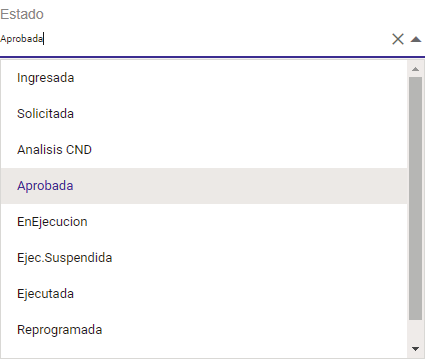 Estado
Aprobada
Ingresada
Solicitada
Analisis CND
Aprobada
EnEjecucion
Ejec.Suspendida
Ejecutada
Reprogramada